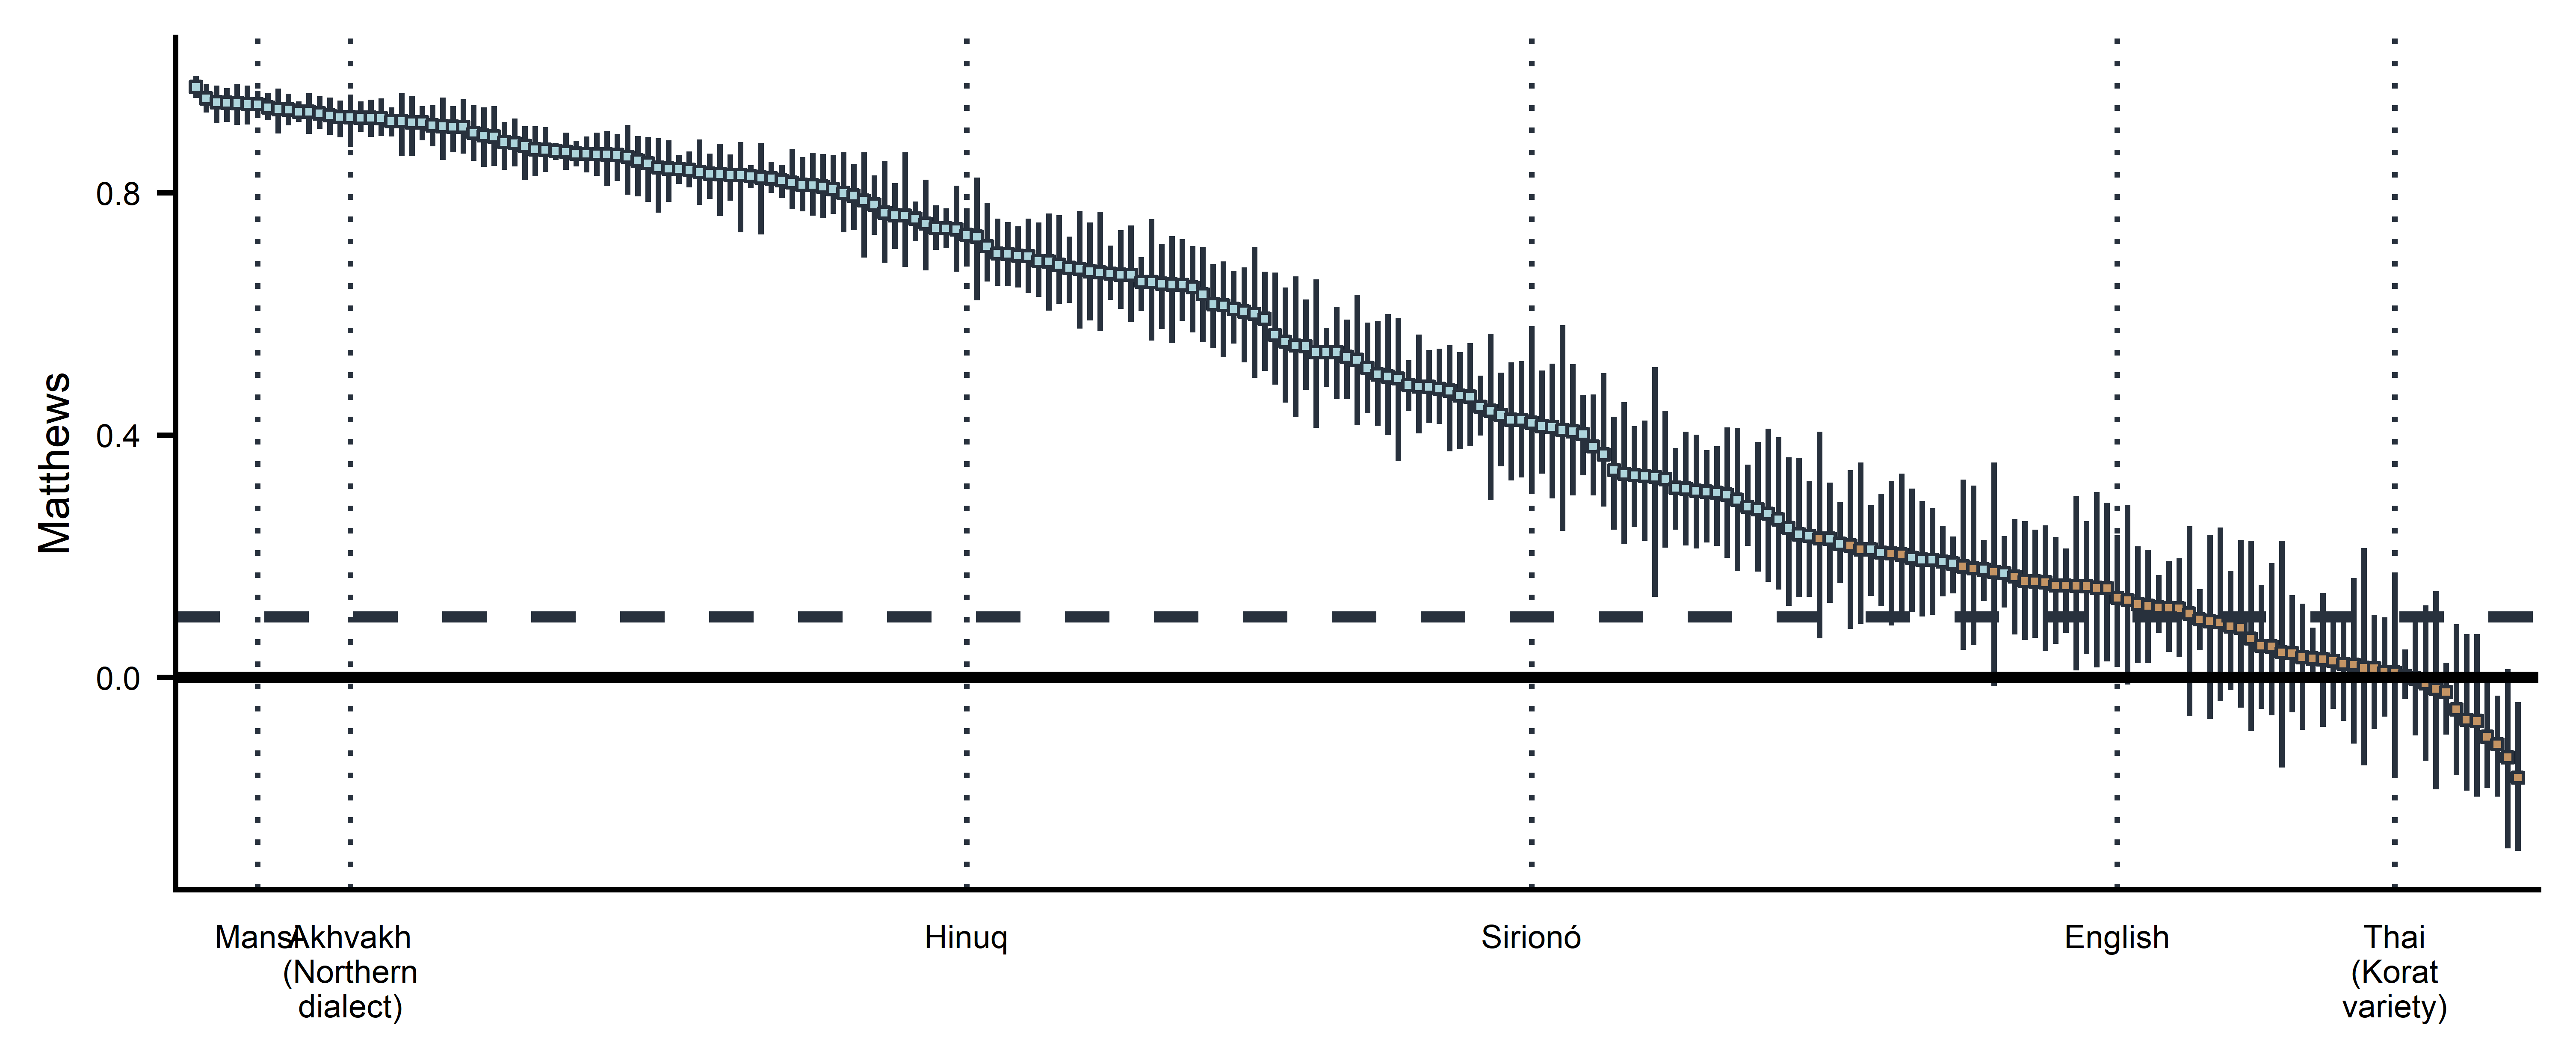 Matthews
0.8
0.4
0.0
Mansi
Akhvakh
(Northern
dialect)
Hinuq
Sirionó
English
Thai
(Korat
variety)